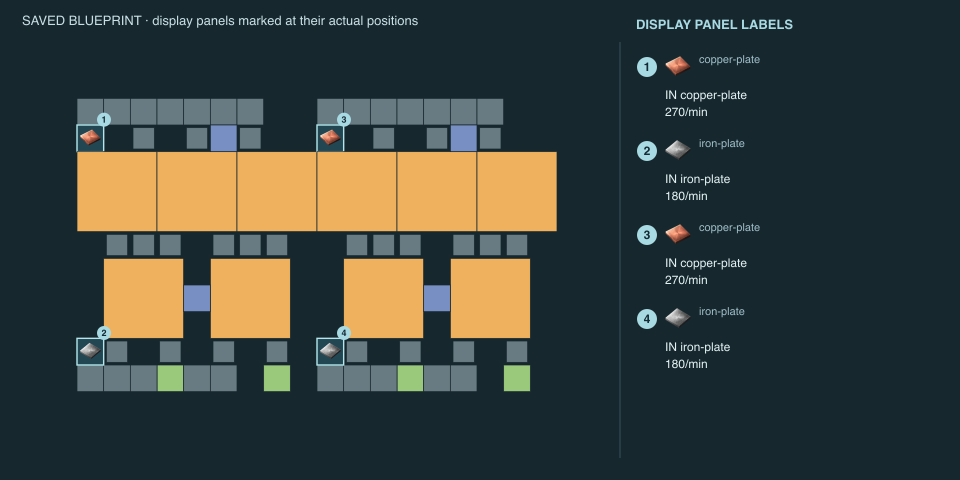 SAVED BLUEPRINT · display panels marked at their actual positions
DISPLAY PANEL LABELS
1
copper-plate
IN copper-plate
270/min
2
iron-plate
IN iron-plate
180/min
3
copper-plate
IN copper-plate
270/min
4
iron-plate
IN iron-plate
180/min
1
3
2
4